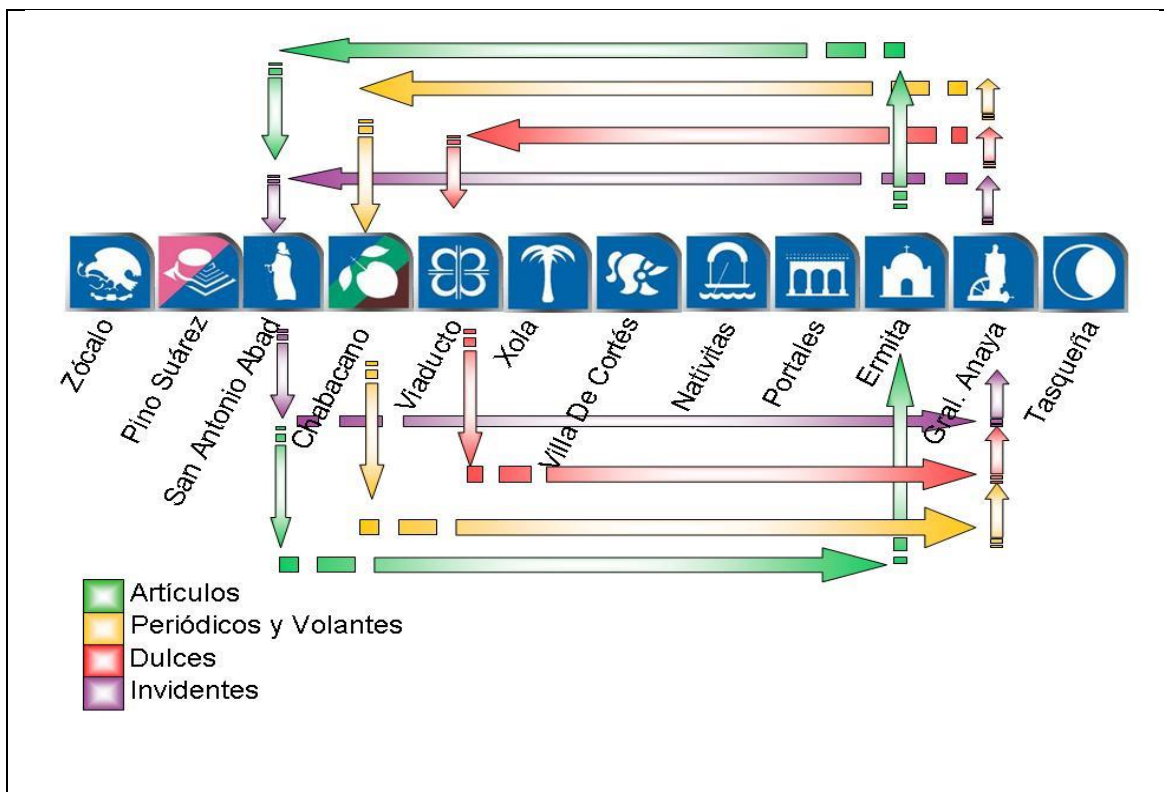 Zócalo
Pino Suárez
San Antonio Abad
Chabacano
Viaducto
Xola
Villa De Cortés
Nativitas
Portales
Ermita
Gral. Anaya
Tasqueña
Artículos
Periódicos y Volantes
Dulces
Invidentes